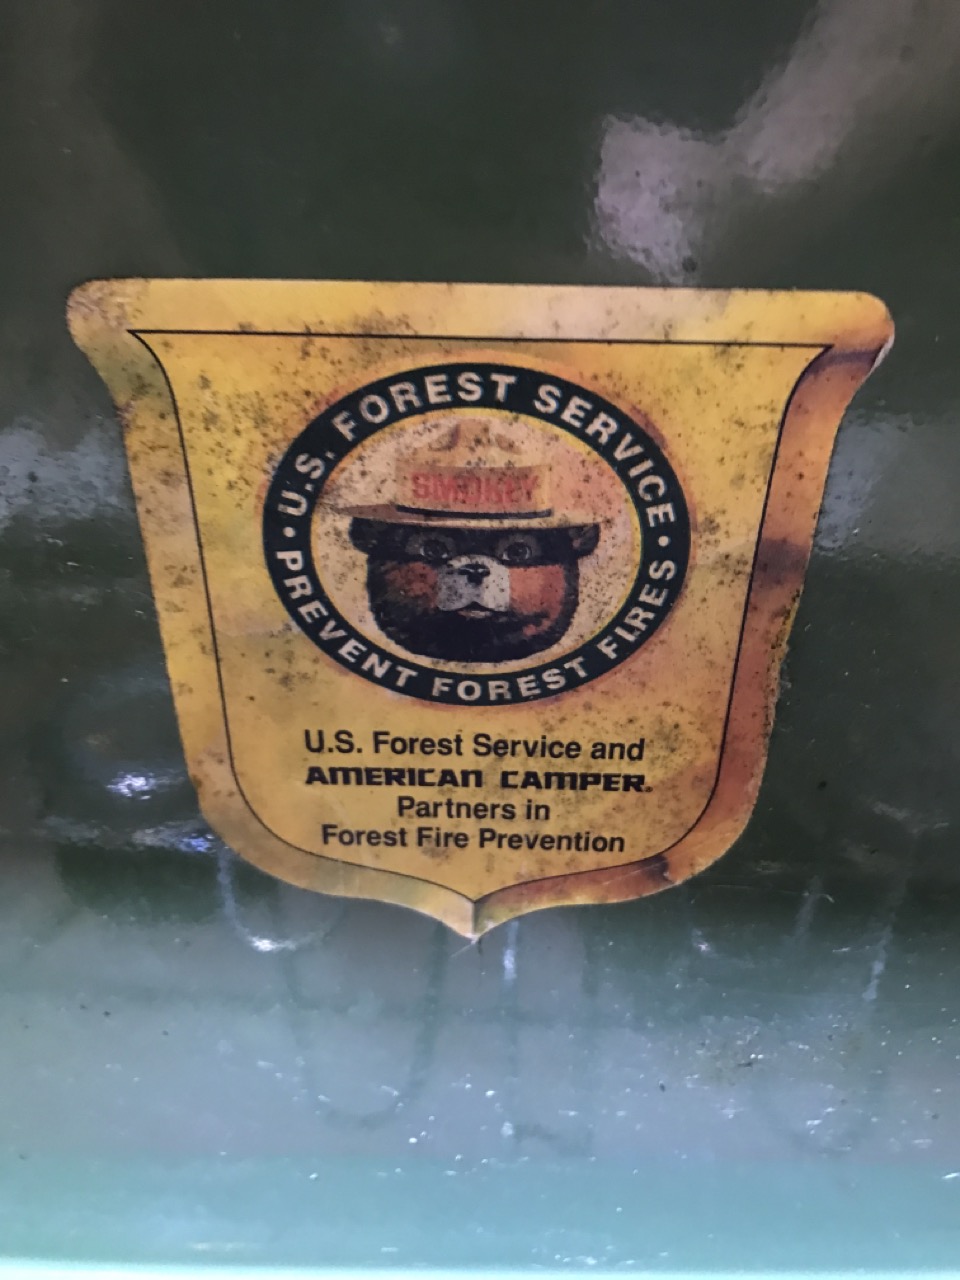 • U.S. FOREST SERVICE •
PREVENT FOREST FIRES
SMOKEY
U.S. Forest Service and
AMERICAN CAMPER.
Partners in
Forest Fire Prevention